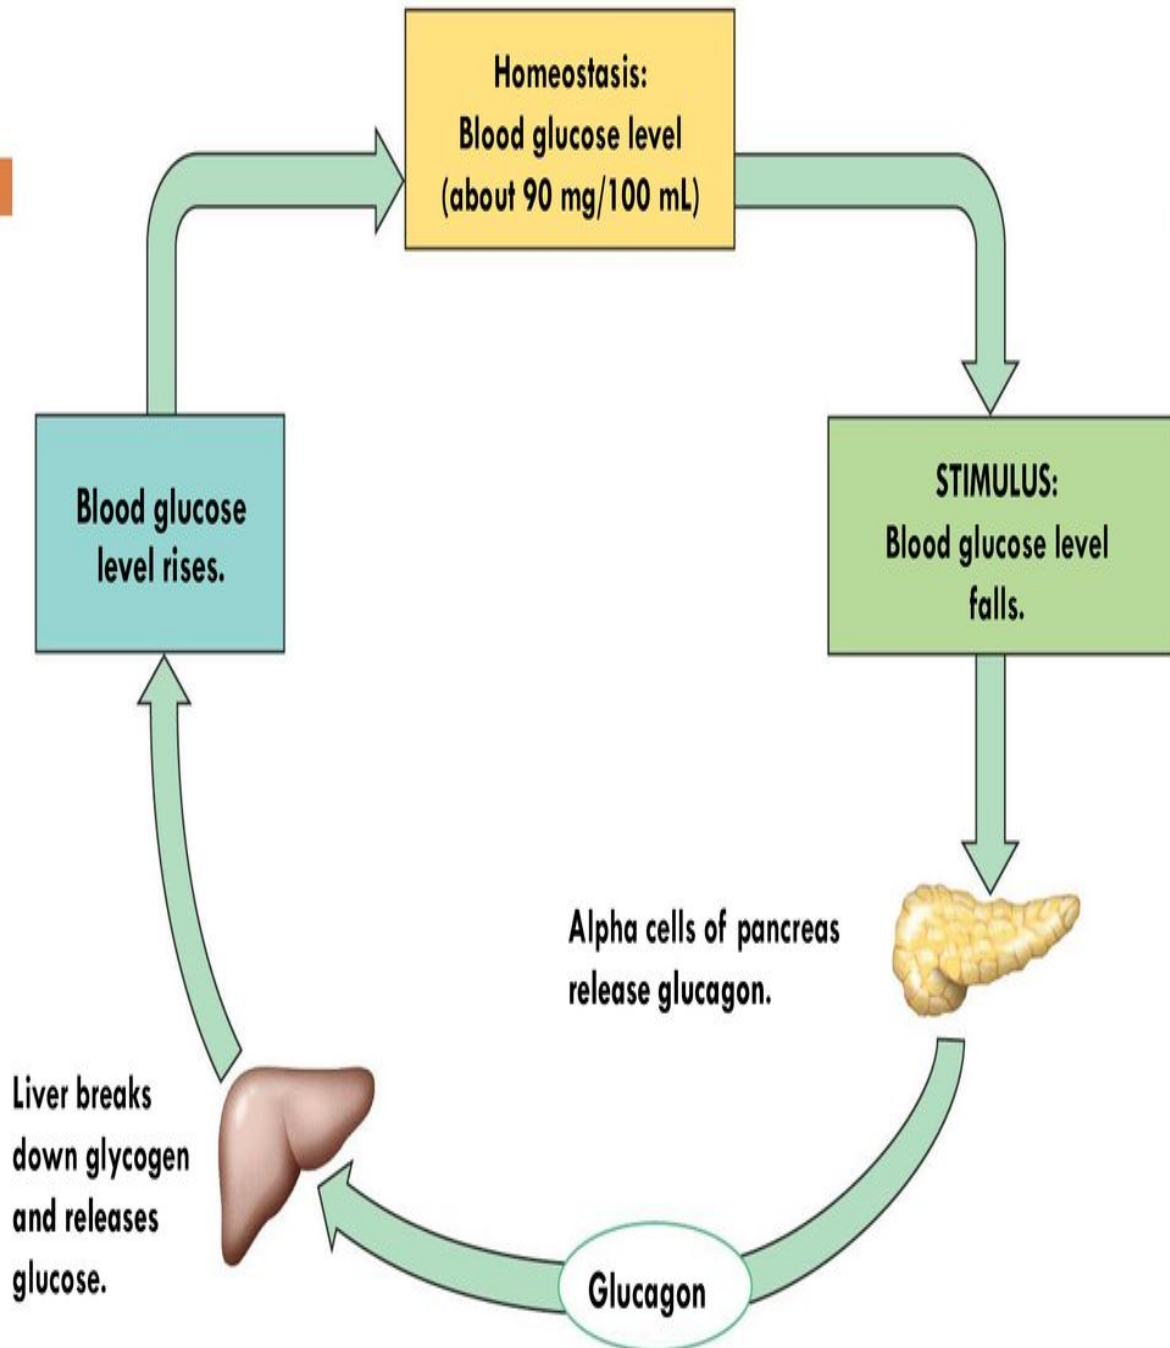 Homeostasis:
Blood glucose level
(about 90 mg/100 mL)
STIMULUS:
Blood glucose level
falls.
Alpha cells of pancreas
release glucagon.
Glucagon
Liver breaks
down glycogen
and releases
glucose.
Blood glucose
level rises.